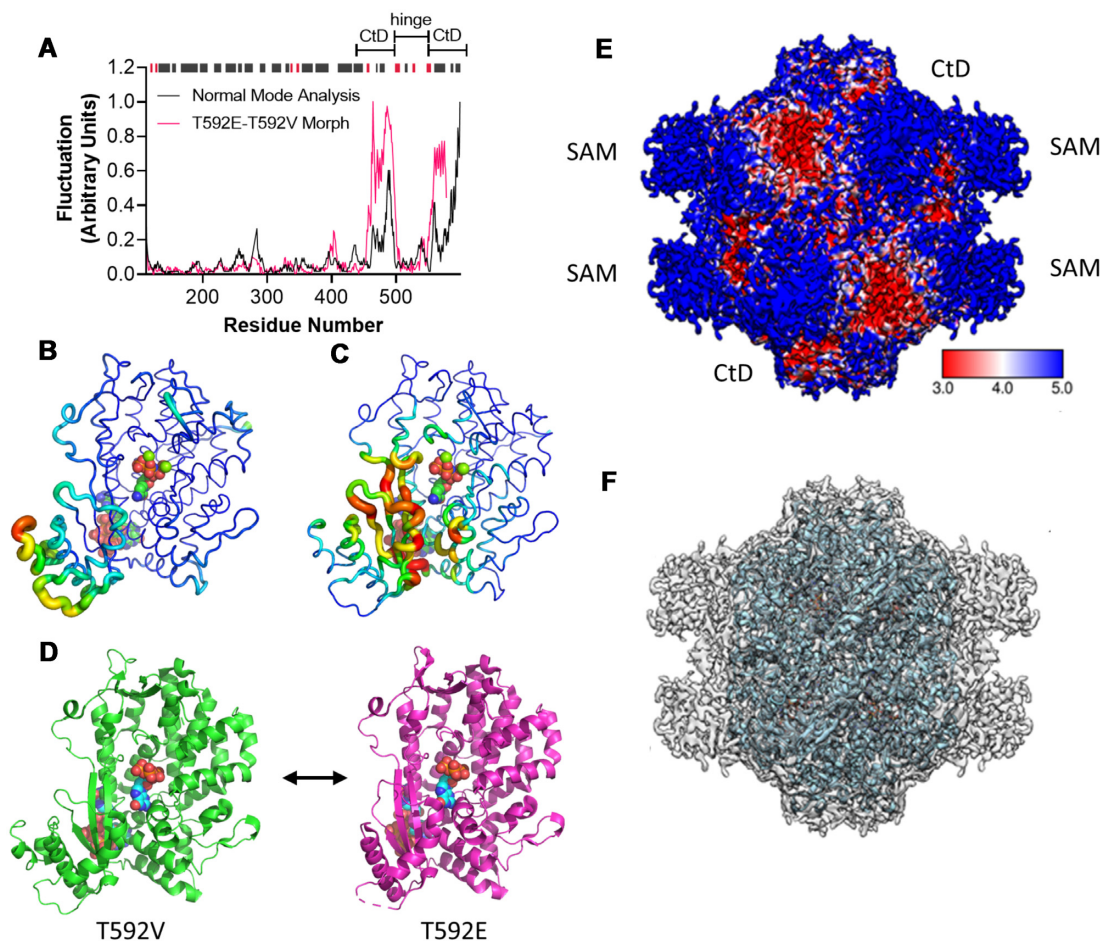 A
hinge
CtD
CtD
1.2
1.0
0.8
0.6
0.4
0.2
0.0
Fluctuation
(Arbitrary Units)
Normal Mode Analysis
T592E-T592V Morph
200
300
400
500
Residue Number
B
C
D
T592V
T592E
E
CtD
SAM
SAM
SAM
SAM
CtD
3.0
4.0
5.0
F